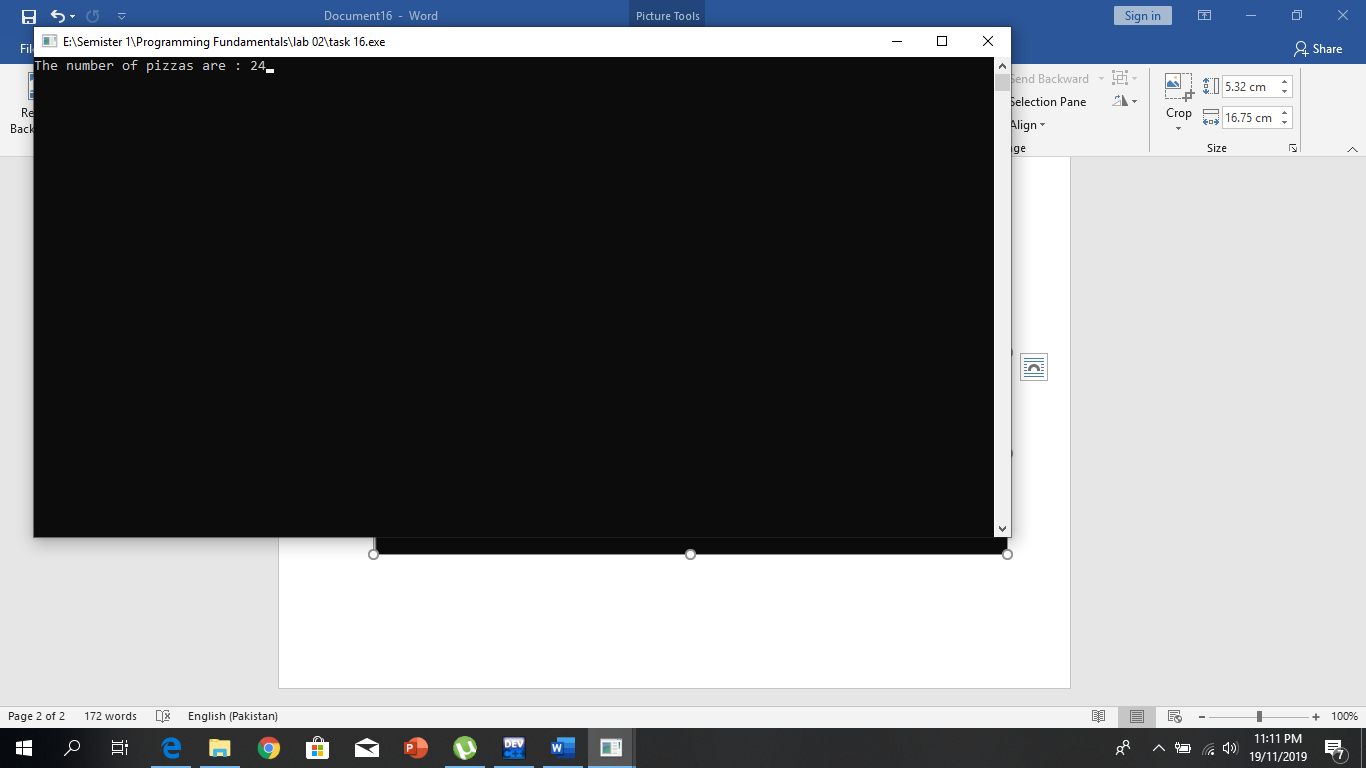 Document16 - Word
Picture Tools
Sign in
E:\Semister 1\Programming Fundamentals\lab 02\task 16.exe
Share
The number of pizzas are : 24
Send Backward
Selection Pane
Align
Crop
5.32 cm
16.75 cm
Size
Page 2 of 2
172 words
English (Pakistan)
100%
DEV
11:11 PM
19/11/2019
7